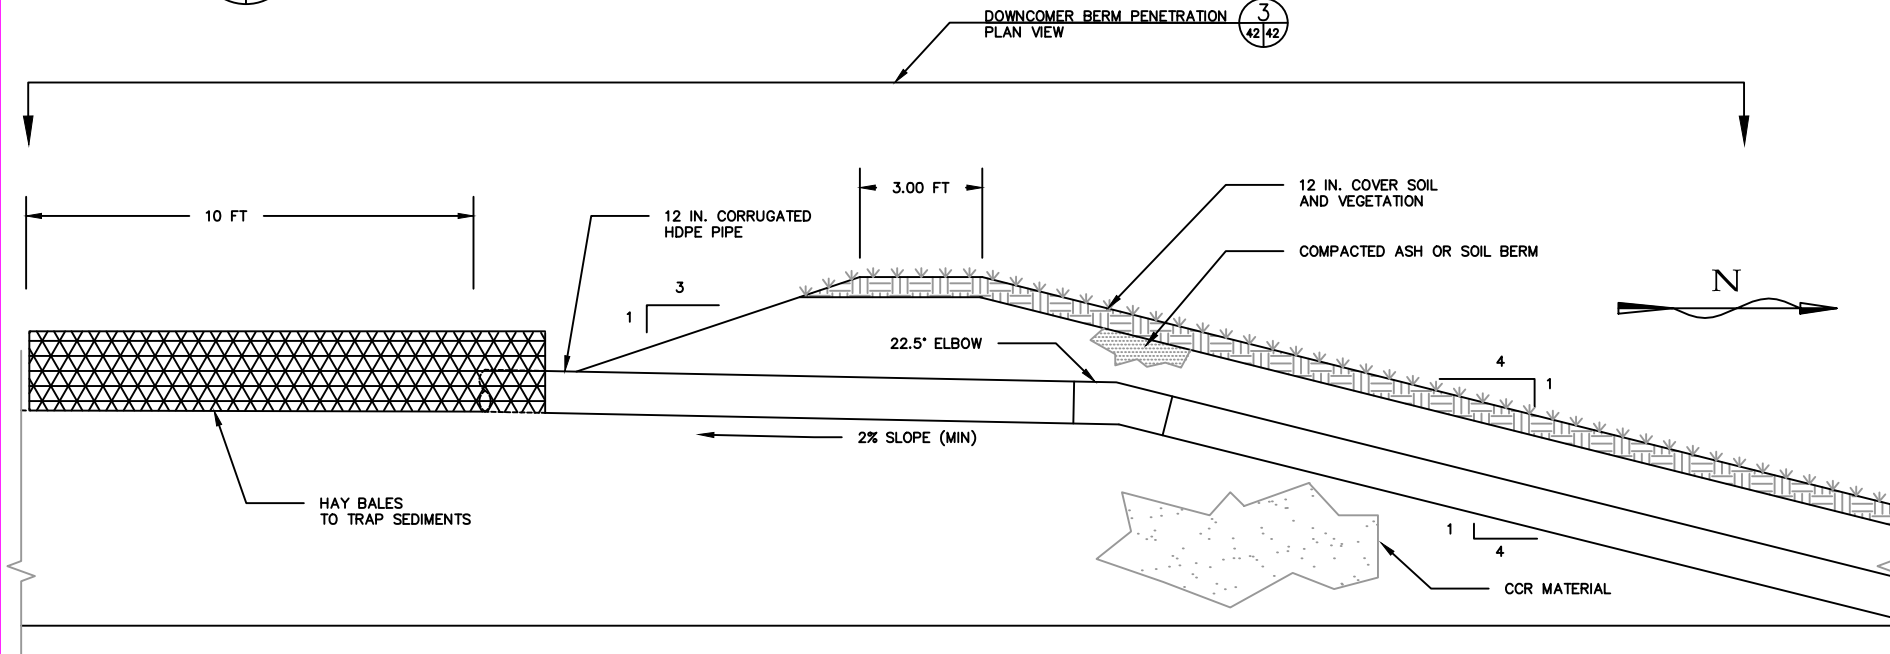 DOWNCOMER BERM PENETRATION
PLAN VIEW
3
42 42
3.00 FT
10 FT
12 IN. CORRUGATED
HDPE PIPE
12 IN. COVER SOIL
AND VEGETATION
COMPACTED ASH OR SOIL BERM
N
3
1
22.5° ELBOW
4
1
2% SLOPE (MIN)
HAY BALES
TO TRAP SEDIMENTS
1
4
CCR MATERIAL